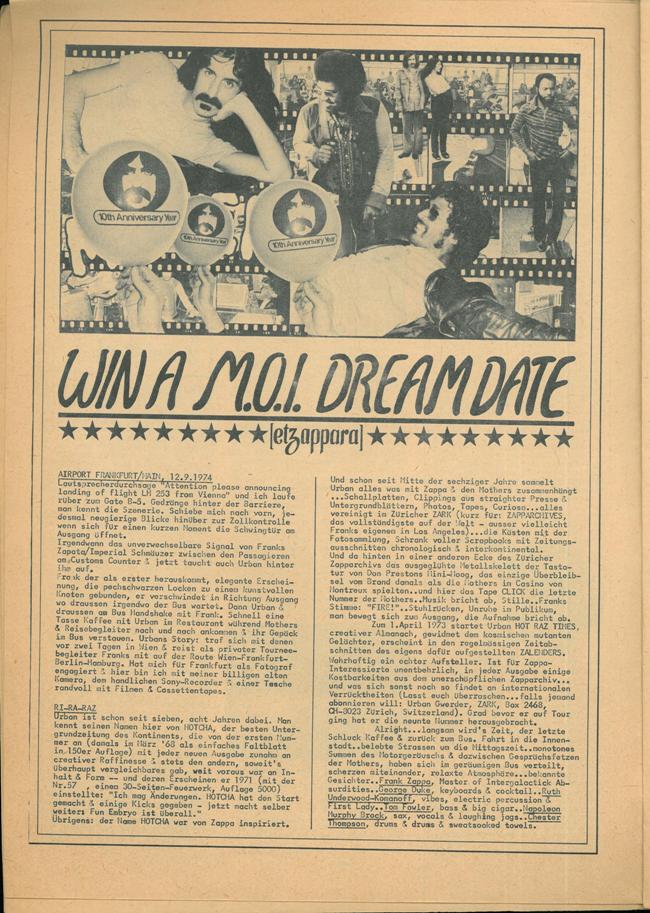 10th Anniversary Year
10th Anniversary Year
10th Anniversary Year
WIN A M.O.I. DREAM DATE
[etzappara]
AIRPORT FRANKFURT/MAIN, 12.9.1974
Lautsprecherdurchsage "Attention please announcing
landing of flight LH 253 from Vienna" und ich laufe
rüber zum Gate B-5. Gedränge hinter der Barriere,
man kennt die Szenerie. Schiebe mich nach vorn, je-
desmal neugierige Blicke hinüber zur Zollkontrolle
wenn sich für einen kurzen Moment die Schwingtür am
Ausgang öffnet.
Irgendwann das unverwechselbare Signal von Franks
Zapata/Imperial Schnäuzer zwischen den Passagieren
am Customs Counter & jetzt taucht auch Urban hinter
ihm auf.
Frank der als erster herauskommt, elegante Erschei-
nung, die pechschwarzen Locken zu einem kunstvollen
Knoten gebunden, er verschwindet in Richtung Ausgang
wo draussen irgendwo der Bus wartet. Dann Urban &
draussen am Bus Handshake mit Frank. Schnell eine
Tasse Kaffee mit Urban im Restaurant während Mothers
& Reisebegleiter nach und nach ankommen & ihr Gepäck
im Bus verstauen. Urbans Story: traf sich mit denen
vor zwei Tagen in Wien & reist als privater Tournee-
begleiter Franks mit auf der Route Wien-Frankfurt-
Berlin-Hamburg. Hat mich für Frankfurt als Fotograf
engagiert & hier bin ich mit meiner billigen alten
Kamera, dem handlichen Sony-Recorder & einer Tasche
randvoll mit Filmen & Cassettentapes.
RI-RA-RAZ
Urban ist schon seit sieben, acht Jahren dabei. Man
kennt seinen Namen hier von HOTCHA, der besten Unter-
grundzeitung des Kontinents, die von der ersten Num-
mer an (damals im März '68 als einfaches Faltblatt
in 150er Auflage) mit jeder neuen Ausgabe zunahm an
creativer Raffinesse & stets den andern, soweit's
überhaupt vergleichbares gab, weit voraus war an In-
halt & Form -- und deren Erscheinen er 1971 (mit der
Nr.57 , einen 30-Seiten-Feuerwerk, Auflage 5000)
einstellte: "Ich mag Änderungen. HOTCHA hat den Start
gemacht & einige Kicks gegeben - jetzt macht selber
weiter: Fun Embryo ist überall."
Übrigens: der Name HOTCHA war von Zappa inspiriert.
Und schon seit Mitte der sechziger Jahre sammelt
Urban alles was mit Zappa & den Mothers zusammenhängt
...Schallplatten, Clippings aus straighter Presse &
Untergrundblättern, Photos, Tapes, Curiosa...alles
vereinigt im Züricher ZARK (kurz für: ZAPPARCHIVES,
das vollständigste auf der Welt - ausser vielleicht
Franks eigenem in Los Angeles)...die Kästen mit der
Fotosammlung, Schrank voller Scrapbooks mit Zeitungs-
ausschnitten chronologisch & interkontinental.
Und da hinten in einer anderen Ecke des Züricher
Zapparchivs das ausgeglühte Metallskelett der Tasta-
tur von Don Prestons Mini-Moog, das einzige Überbleib-
sel vom Brand damals als die Mothers in Casino von
Montreux spielten...und hier das Tape CLICK die letzte
Nummer der Mothers..Musik bricht ab, Stille..Franks
Stimme: "FIRE!"..Stuhlrücken, Unruhe in Publikum,
man bewegt sich zum Ausgang, die Aufnahme bricht ab.
Zum 1.April 1973 startet Urban HOT RAZ TIMES,
creativer Almanach, gewidmet dem kosmischen mutanten
Gelächter, erscheint in den regelmässigen Zeitab-
schnitten des eigens dafür aufgestellten ZALENDERS.
Wahrhaftig ein echter Aufsteller. Ist für Zappa-
Interessierte unentbehrlich, in jeder Ausgabe einige
Kostbarkeiten aus dem unerschöpflichen Zapparchiv...
und was sich sonst noch so findet an internationalen
Verrücktheiten (Lasst euch überraschen...falls jemand
abonnieren will: Urban Gwerder, ZARK, Box 2468,
CH-8023 Zürich, Switzerland). Grad bevor er auf Tour
ging hat er die neunte Nummer herausgebracht.
Alright...langsam wird's Zeit, der letzte
Schluck Kaffee & zurück zum Bus. Fahrt in die Innen-
stadt..belebte Strassen um die Mittagszeit..monotones
Summen des Motorgeräuschs & dazwischen Gesprächsfetzen
der Mothers, haben sich im geräumigen Bus verteilt,
scherzen miteinander, relaxte Atmosphäre...bekannte
Gesichter..Frank Zappa, Master of Intergalactick Ab-
surdities..George Duke, keyboards & cocktail..Ruth
Underwood-Komanoff, vibes, electric percussion &
First Lady..Tom Fowler, bass & big cigar..Napoleon
Murphy Brock, sax, vocals & laughing jags..Chester
Thompson, drums & drums & sweatsoaked towels.